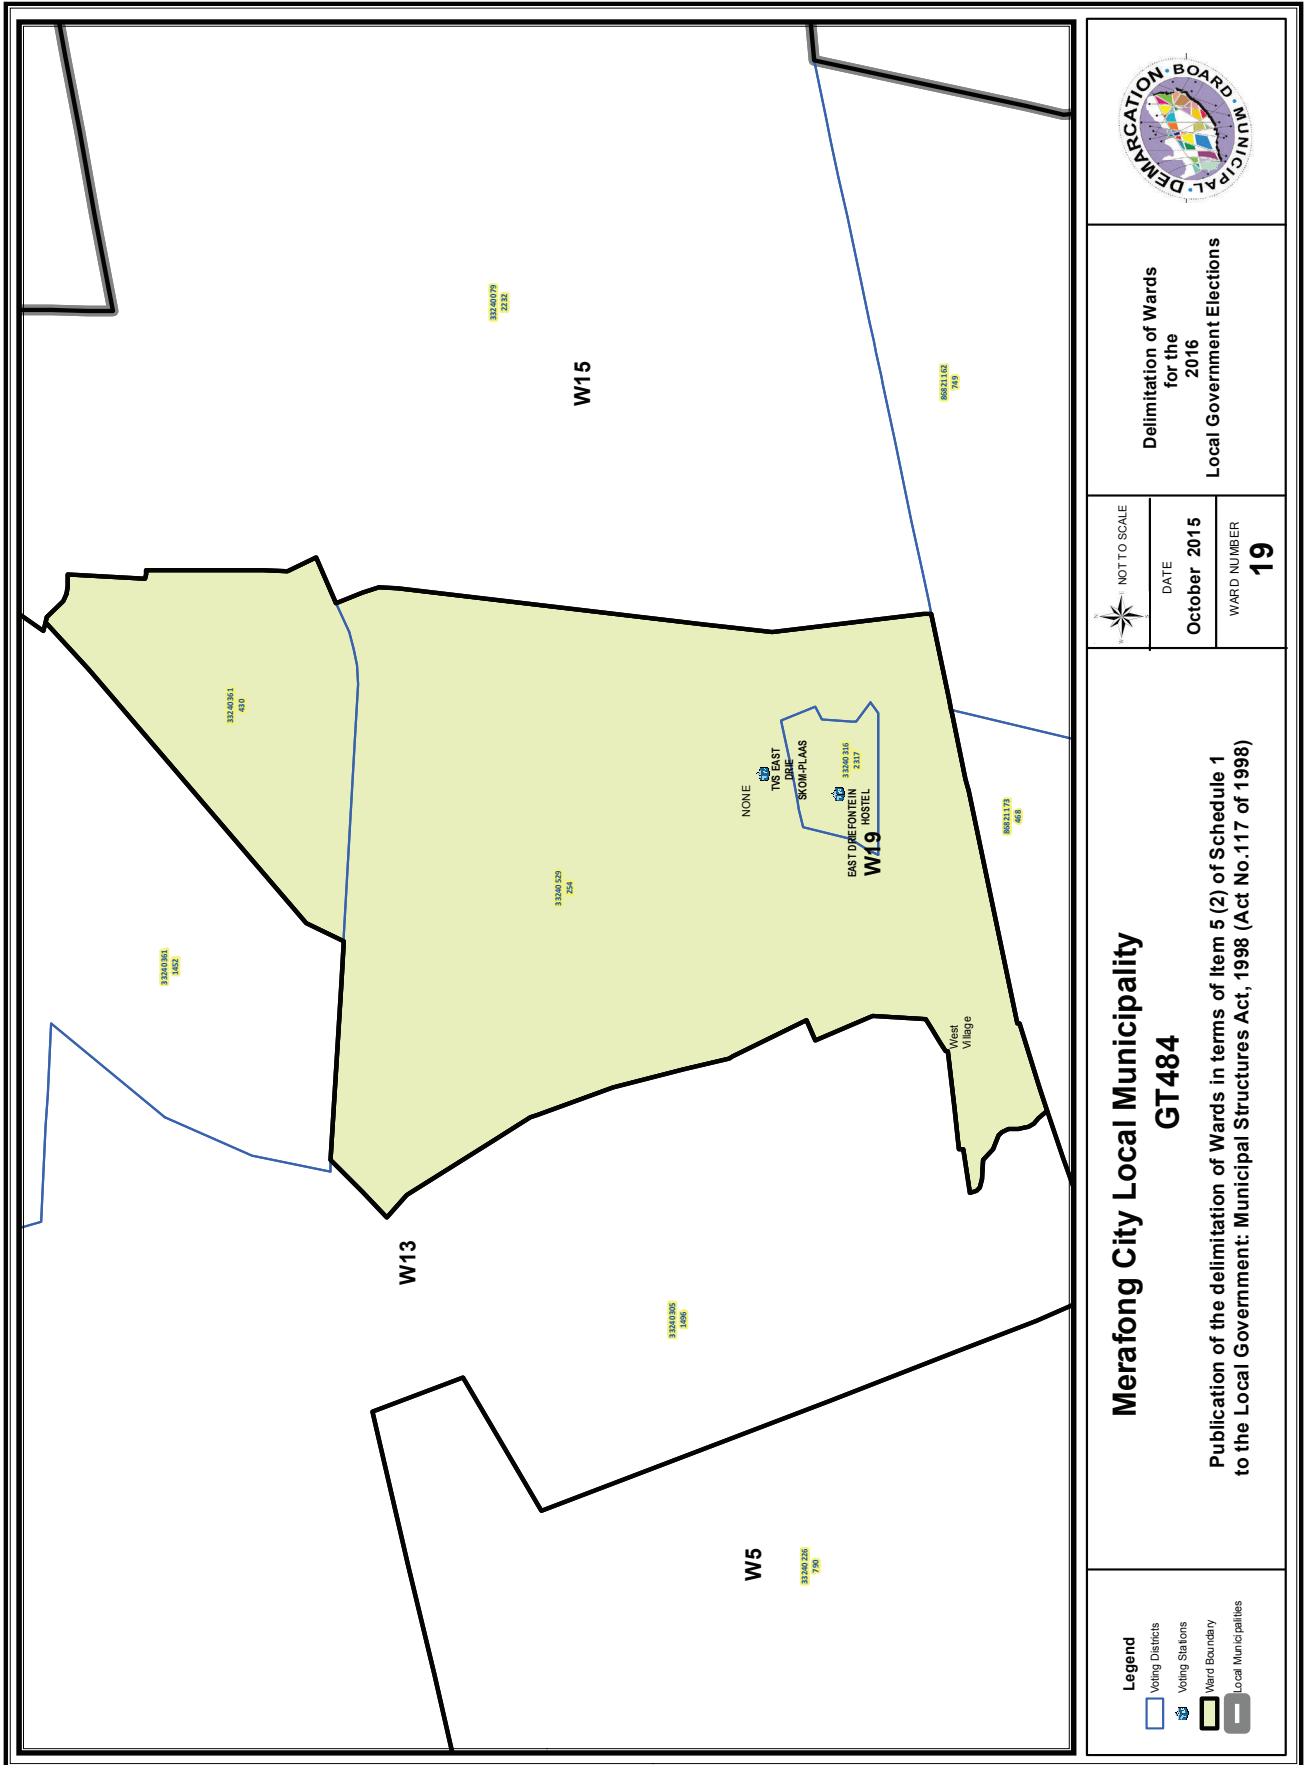 33240079
2232
W15
86821162
749
33240361
430
NONE
TVS EAST
DRIE
SKOM-PLAAS
33240316
2317
EAST DRIEFONTEIN
HOSTEL
W19
33240529
254
86821173
468
33240361
1452
West
Village
W13
33240305
1496
W5
33240226
790
Legend
Voting Districts
Voting Stations
Ward Boundary
Local Municipalities
Merafong City Local Municipality
GT484
Publication of the delimitation of Wards in terms of Item 5 (2) of Schedule 1
to the Local Government: Municipal Structures Act, 1998 (Act No.117 of 1998)
N
W
E
S
NOT TO SCALE
DATE
October 2015
WARD NUMBER
19
Delimitation of Wards
for the
2016
Local Government Elections
MUNICIPAL • DEMARCATION • BOARD •